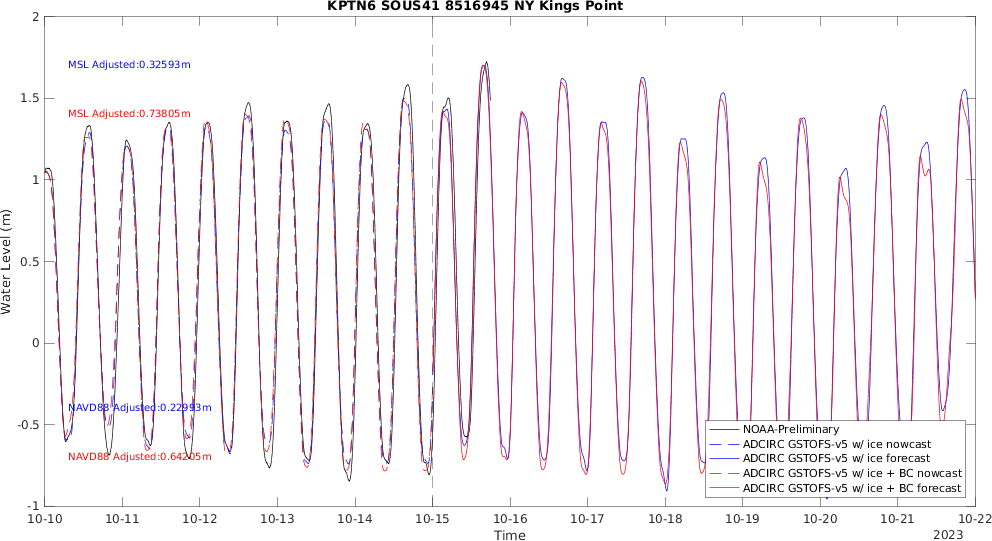 KPTN6 SOUS41 8516945 NY Kings Point
2
MSL Adjusted:0.32593m
1.5
MSL Adjusted:0.73805m
1
Water Level (m)
0.5
0
NAVD88 Adjusted:0.22993m
-0.5
NAVD88 Adjusted:0.64205m
NOAA-Preliminary
ADCIRC GSTOFS-v5 w/ ice nowcast
ADCIRC GSTOFS-v5 w/ ice forecast
ADCIRC GSTOFS-v5 w/ ice + BC nowcast
ADCIRC GSTOFS-v5 w/ ice + BC forecast
-1
10-10 10-11 10-12 10-13 10-14 10-15 10-16 10-17 10-18 10-19 10-20 10-21 10-22
Time
2023